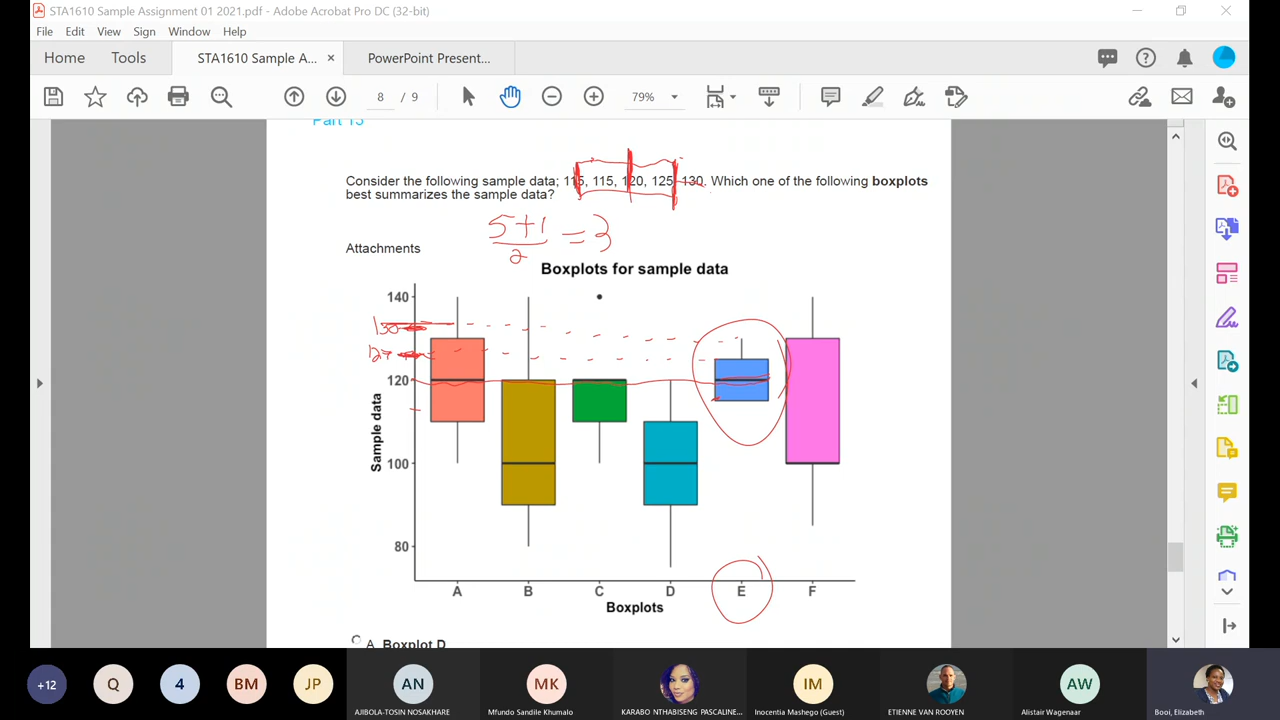 STA1610 Sample Assignment 01 2021.pdf - Adobe Acrobat Pro DC (32-bit)
File Edit View Sign Window Help
Home Tools STA1610 Sample A... × PowerPoint Present...
8 / 9 79%
Part 15
Consider the following sample data; 115, 115, 120, 125, 130. Which one of the following boxplots
best summarizes the sample data?
5+1
2
= 3
Attachments
Boxplots for sample data
140
130
120
100
80
Sample data
A B C D E F
Boxplots
A. Boxplot D
+12 Q 4 BM JP AN MK IM AW
AJIBOLA-TOSIN NOSAKHARE Mfundo Sandile Khumalo KARABO NTHABISENG PASCALINE... Inocentia Mashego (Guest) ETIENNE VAN ROOYEN Alistair Wagenaar Booi, Elizabeth